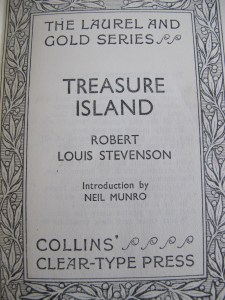 THE LAUREL AND
GOLD SERIES
TREASURE
ISLAND
ROBERT
LOUIS STEVENSON
Introduction by
NEIL MUNRO
COLLINS'
CLEAR-TYPE PRESS